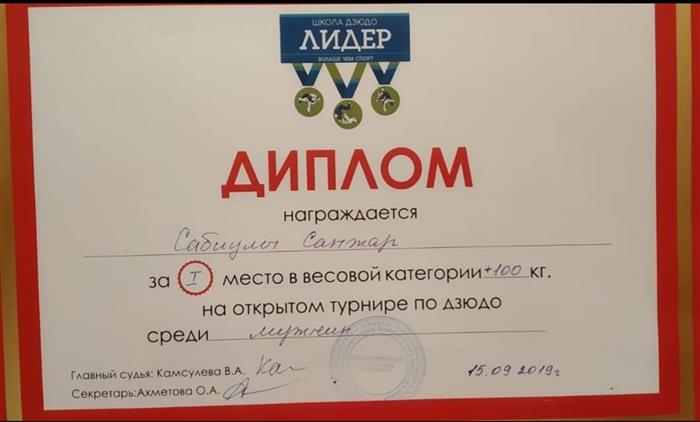 ШКОЛА ДЗЮДО
ЛИДЕР
БОЛЬШЕ ЧЕМ СПОРТ
ДИПЛОМ
награждается
Сабиулы Санжар
за I место в весовой категории +100 кг.
на открытом турнире по дзюдо
среди мужчин
Главный судья: Камсулева В.А.
Секретарь:Ахметова О.А.
15.09.2019г